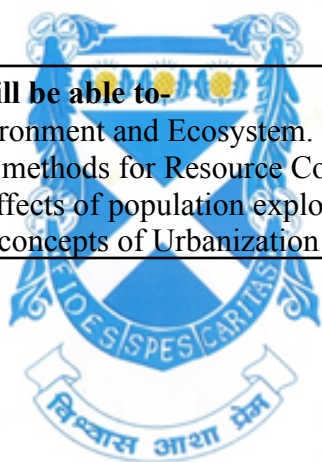 ill be able to-
ronment and Ecosystem.
methods for Resource Co
ffects of population explo
concepts of Urbanization
FIDES SPES CARITAS
विश्वास आशा प्रेम